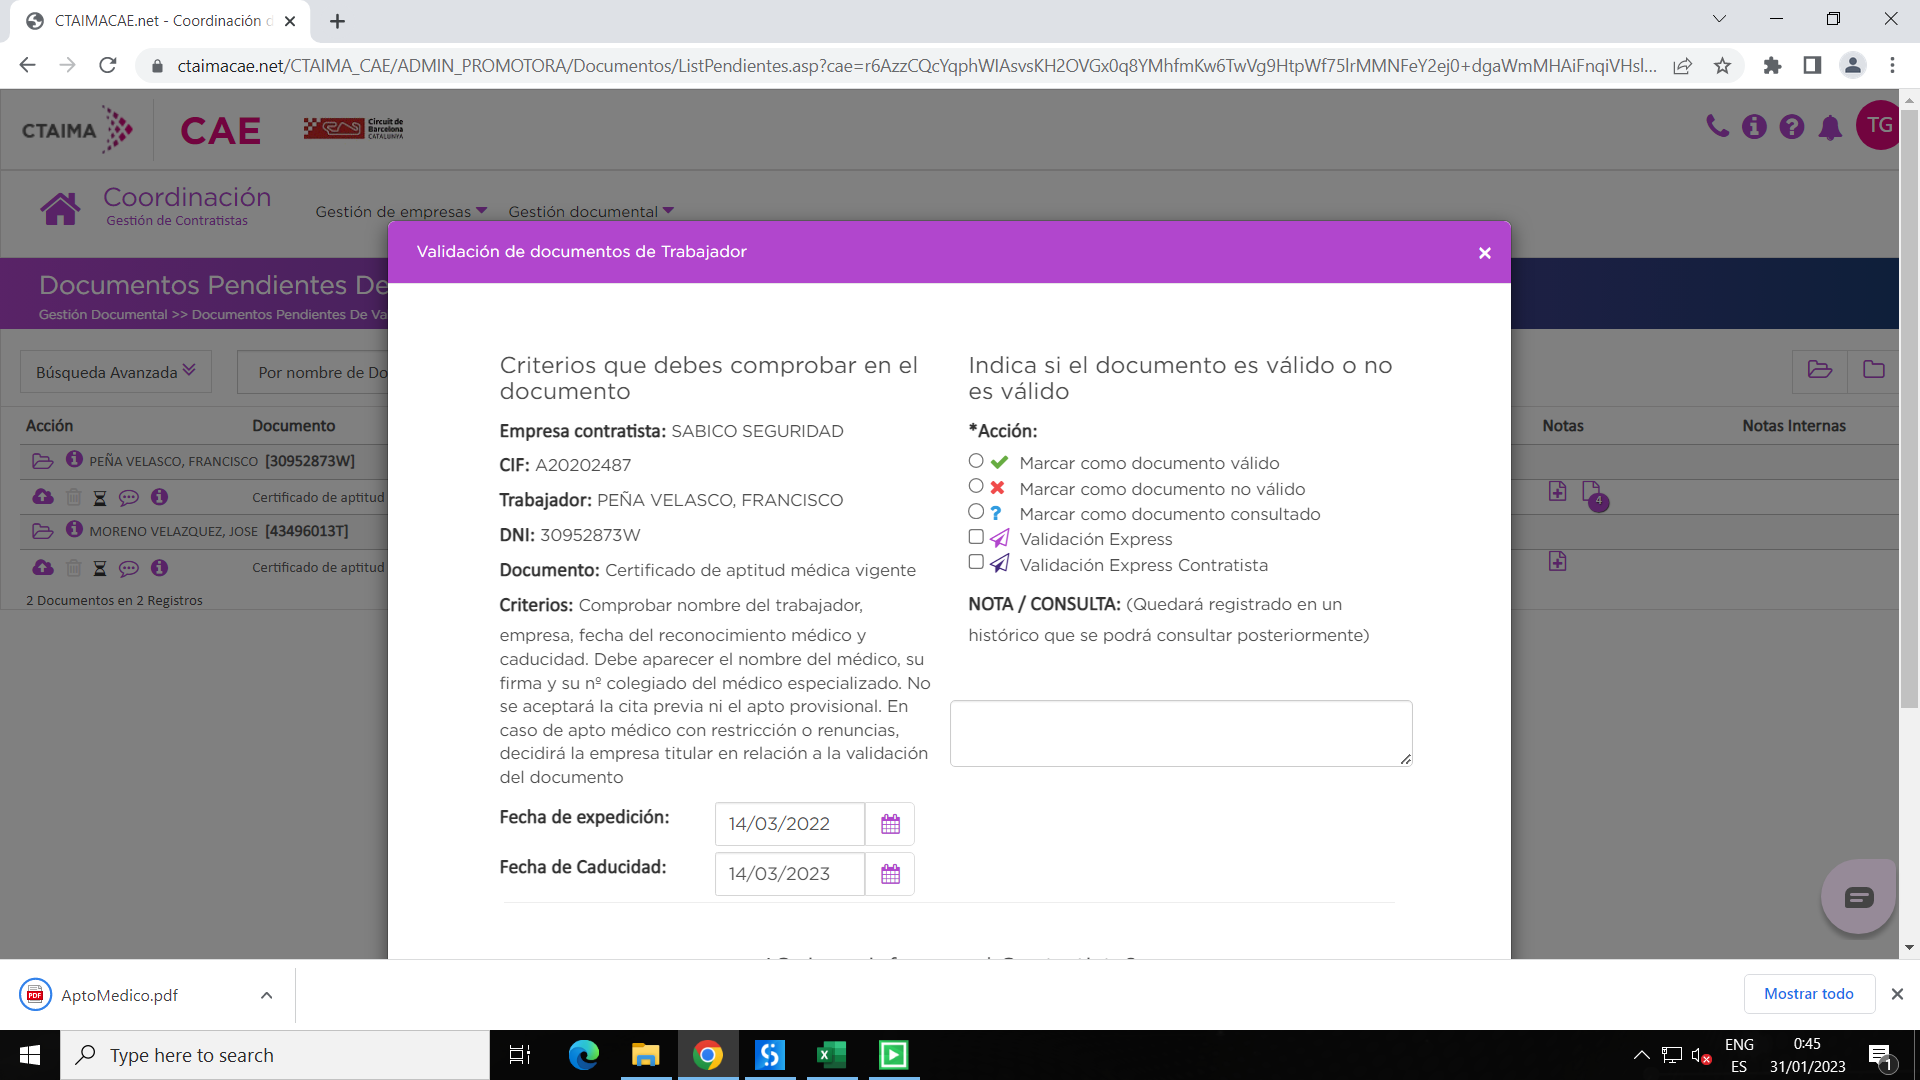 CTAIMACAE.net - Coordinación d
ctaimacae.net/CTAIMA_CAE/ADMIN_PROMOTORA/Documentos/ListPendientes.asp?cae=r6AzzCQcYqphWIAsvsKH2OVGx0q8YMhfmKw6TwVg9HtpWf75lrMMNFeY2ej0+dgaWmMHAiFnqiVHsl...
CTAIMA
CAE
Circuit de
Barcelona
CATALUNYA
TG
Coordinación
Gestión de Contratistas
Gestión de empresas
Gestión documental
Validación de documentos de Trabajador
Documentos Pendientes De
Gestión Documental >> Documentos Pendientes De Va
Búsqueda Avanzada
Por nombre de Do
Acción
Documento
Notas
Notas Internas
PEÑA VELASCO, FRANCISCO [30952873W]
Certificado de aptitud
4
MORENO VELAZQUEZ, JOSE [43496013T]
Certificado de aptitud
2 Documentos en 2 Registros
Criterios que debes comprobar en el
documento
Empresa contratista: SABICO SEGURIDAD
CIF: A20202487
Trabajador: PEÑA VELASCO, FRANCISCO
DNI: 30952873W
Documento: Certificado de aptitud médica vigente
Criterios: Comprobar nombre del trabajador,
empresa, fecha del reconocimiento médico y
caducidad. Debe aparecer el nombre del médico, su
firma y su nº colegiado del médico especializado. No
se aceptará la cita previa ni el apto provisional. En
caso de apto médico con restricción o renuncias,
decidirá la empresa titular en relación a la validación
del documento
Fecha de expedición:
14/03/2022
Fecha de Caducidad:
14/03/2023
Indica si el documento es válido o no
es válido
*Acción:
Marcar como documento válido
Marcar como documento no válido
Marcar como documento consultado
Validación Express
Validación Express Contratista
NOTA / CONSULTA: (Quedará registrado en un
histórico que se podrá consultar posteriormente)
AptoMedico.pdf
Mostrar todo
Type here to search
ENG
ES
0:45
31/01/2023
1